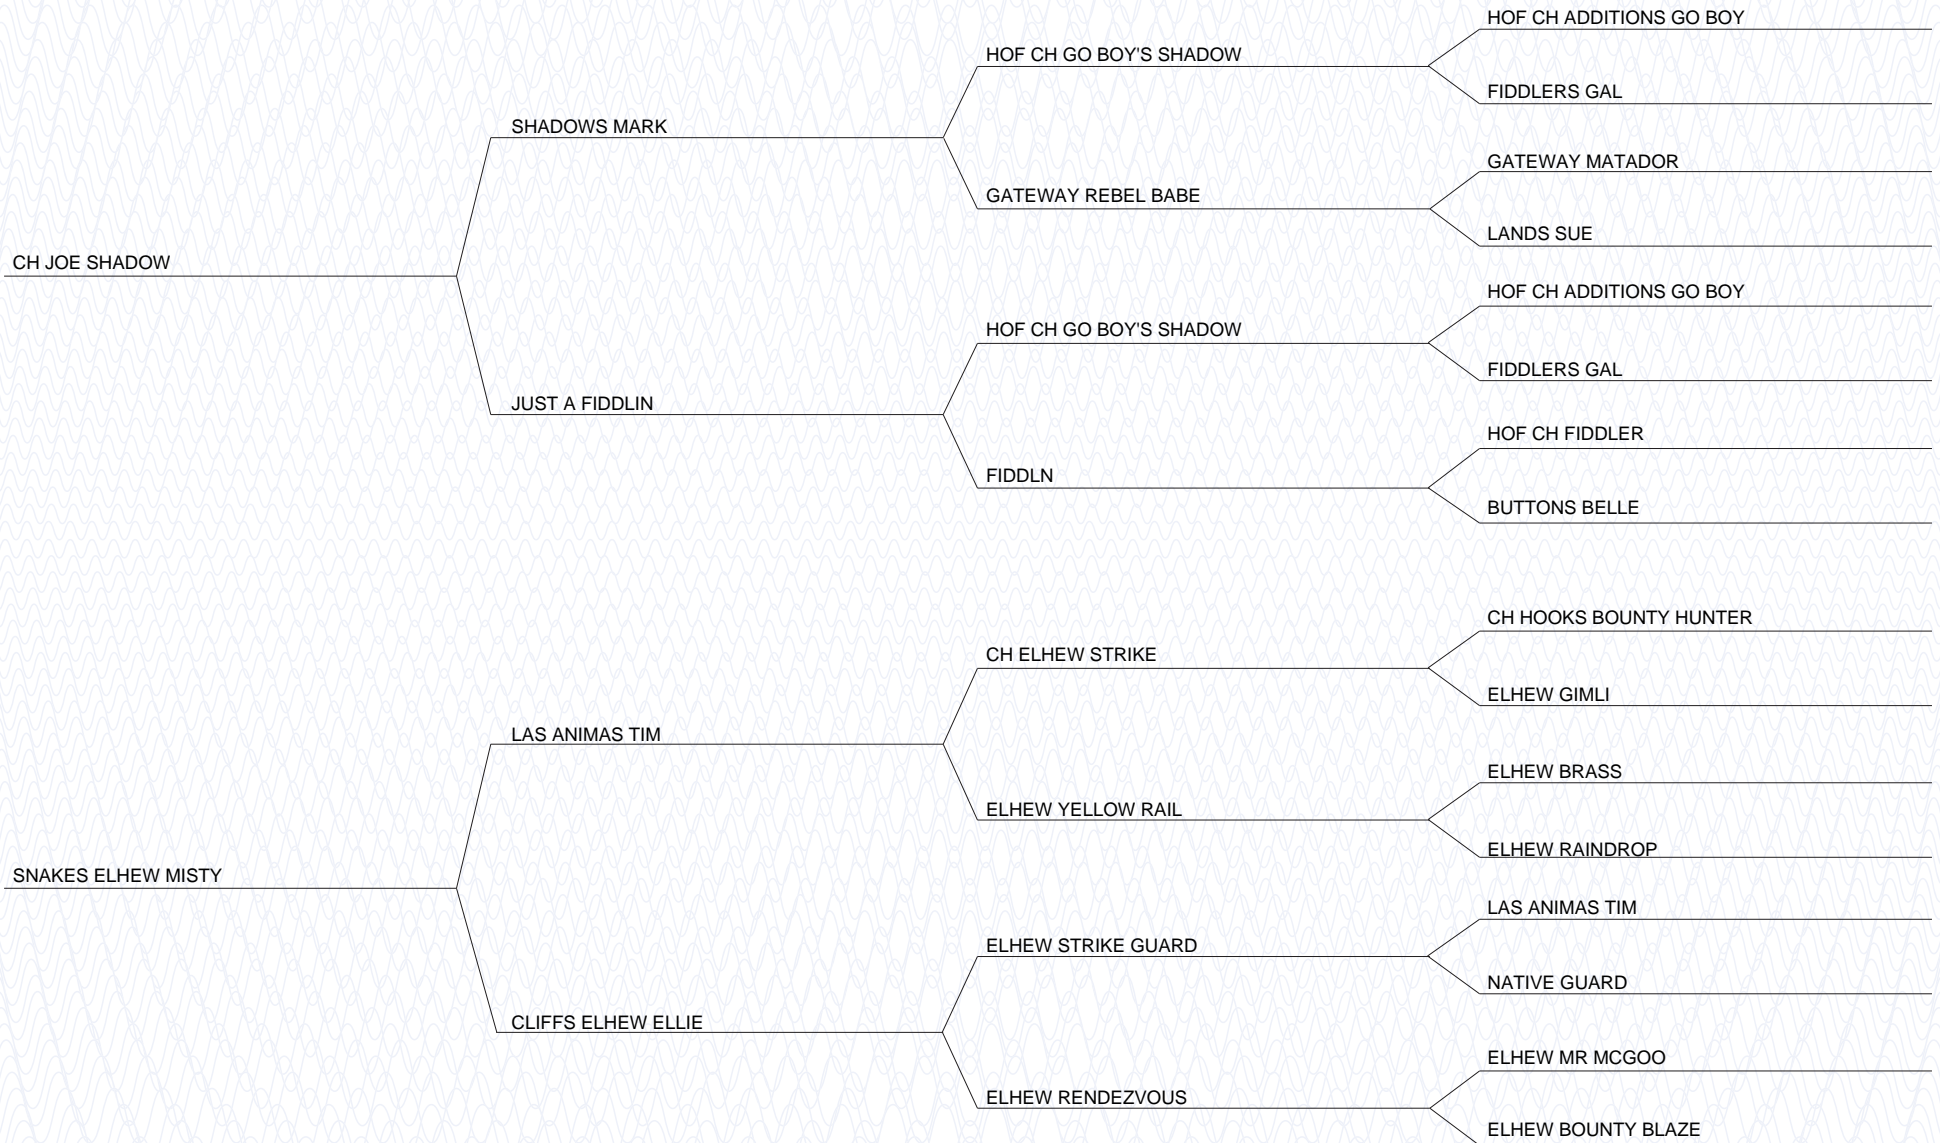 HOF CH ADDITIONS GO BOY
HOF CH GO BOY'S SHADOW
FIDDLERS GAL
SHADOWS MARK
GATEWAY MATADOR
GATEWAY REBEL BABE
LANDS SUE
CH JOE SHADOW
HOF CH ADDITIONS GO BOY
HOF CH GO BOY'S SHADOW
FIDDLERS GAL
JUST A FIDDLIN
HOF CH FIDDLER
FIDDLN
BUTTONS BELLE
CH HOOKS BOUNTY HUNTER
CH ELHEW STRIKE
ELHEW GIMLI
LAS ANIMAS TIM
ELHEW BRASS
ELHEW YELLOW RAIL
ELHEW RAINDROP
SNAKES ELHEW MISTY
LAS ANIMAS TIM
ELHEW STRIKE GUARD
NATIVE GUARD
CLIFFS ELHEW ELLIE
ELHEW MR MCGOO
ELHEW RENDEZVOUS
ELHEW BOUNTY BLAZE